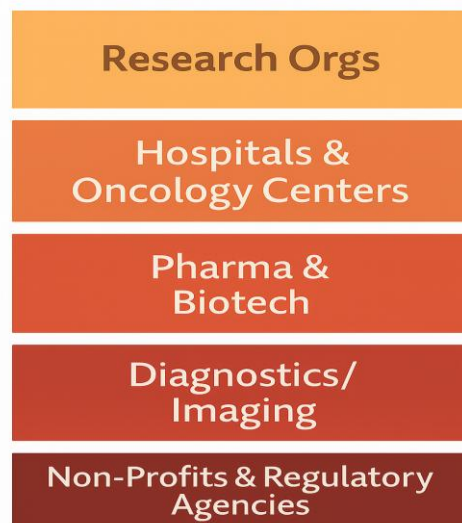 Research Orgs
Hospitals &
Oncology Centers
Pharma &
Biotech
Diagnostics/
Imaging
Non-Profits & Regulatory
Agencies